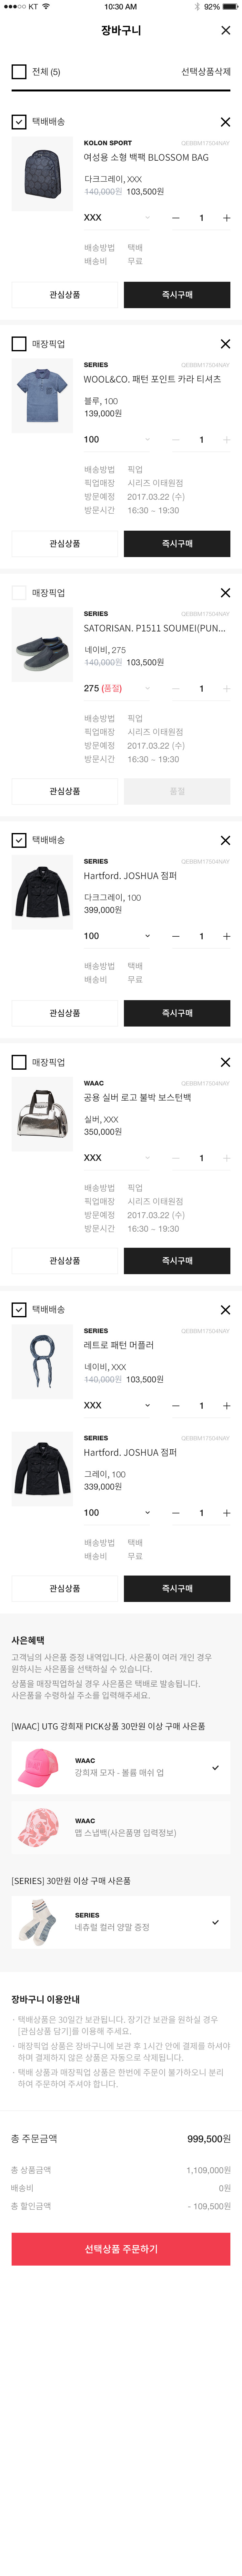 KT 10:30 AM 92%
장바구니
전체 (5) 선택상품삭제
택배배송
KOLON SPORT QEBBM17504NAY
여성용 소형 백팩 BLOSSOM BAG
다크그레이, XXX
140,000원 103,500원
XXX 1
배송방법 택배
배송비 무료
관심상품 즉시구매
매장픽업
SERIES QEBBM17504NAY
WOOL&CO. 패턴 포인트 카라 티셔츠
블루, 100
139,000원
100 1
배송방법 픽업
픽업매장 시리즈 이태원점
방문예정 2017.03.22 (수)
방문시간 16:30 ~ 19:30
관심상품 즉시구매
매장픽업
SERIES QEBBM17504NAY
SATORISAN. P1511 SOUMEI(PUN...
네이비, 275
140,000원 103,500원
275 (품절) 1
배송방법 픽업
픽업매장 시리즈 이태원점
방문예정 2017.03.22 (수)
방문시간 16:30 ~ 19:30
관심상품 품절
택배배송
SERIES QEBBM17504NAY
Hartford. JOSHUA 점퍼
다크그레이, 100
399,000원
100 1
배송방법 택배
배송비 무료
관심상품 즉시구매
매장픽업
WAAC QEBBM17504NAY
공용 실버 로고 볼박 보스턴백
실버, XXX
350,000원
XXX 1
배송방법 픽업
픽업매장 시리즈 이태원점
방문예정 2017.03.22 (수)
방문시간 16:30 ~ 19:30
관심상품 즉시구매
택배배송
SERIES QEBBM17504NAY
레트로 패턴 머플러
네이비, XXX
140,000원 103,500원
XXX 1
SERIES QEBBM17504NAY
Hartford. JOSHUA 점퍼
그레이, 100
339,000원
100 1
배송방법 택배
배송비 무료
관심상품 즉시구매
사은혜택
고객님의 사은품 증정 내역입니다. 사은품이 여러 개인 경우
원하시는 사은품을 선택하실 수 있습니다.
상품을 매장픽업하실 경우 사은품은 택배로 발송됩니다.
사은품을 수령하실 주소를 입력해주세요.
[WAAC] UTG 강희재 PICK상품 30만원 이상 구매 사은품
WAAC
강희재 모자 - 볼륨 매쉬 업
WAAC
맵 스냅백(사은품명 입력정보)
[SERIES] 30만원 이상 구매 사은품
SERIES
네츄럴 컬러 양말 증정
장바구니 이용안내
· 택배상품은 30일간 보관됩니다. 장기간 보관을 원하실 경우
[관심상품 담기]를 이용해 주세요.
· 매장픽업 상품은 장바구니에 보관 후 1시간 안에 결제를 하셔야
하며 결제하지 않은 상품은 자동으로 삭제됩니다.
· 택배 상품과 매장픽업 상품은 한번에 주문이 불가하오니 분리
하여 주문하여 주셔야 합니다.
총 주문금액 999,500원
총 상품금액 1,109,000원
배송비 0원
총 할인금액 - 109,500원
선택상품 주문하기